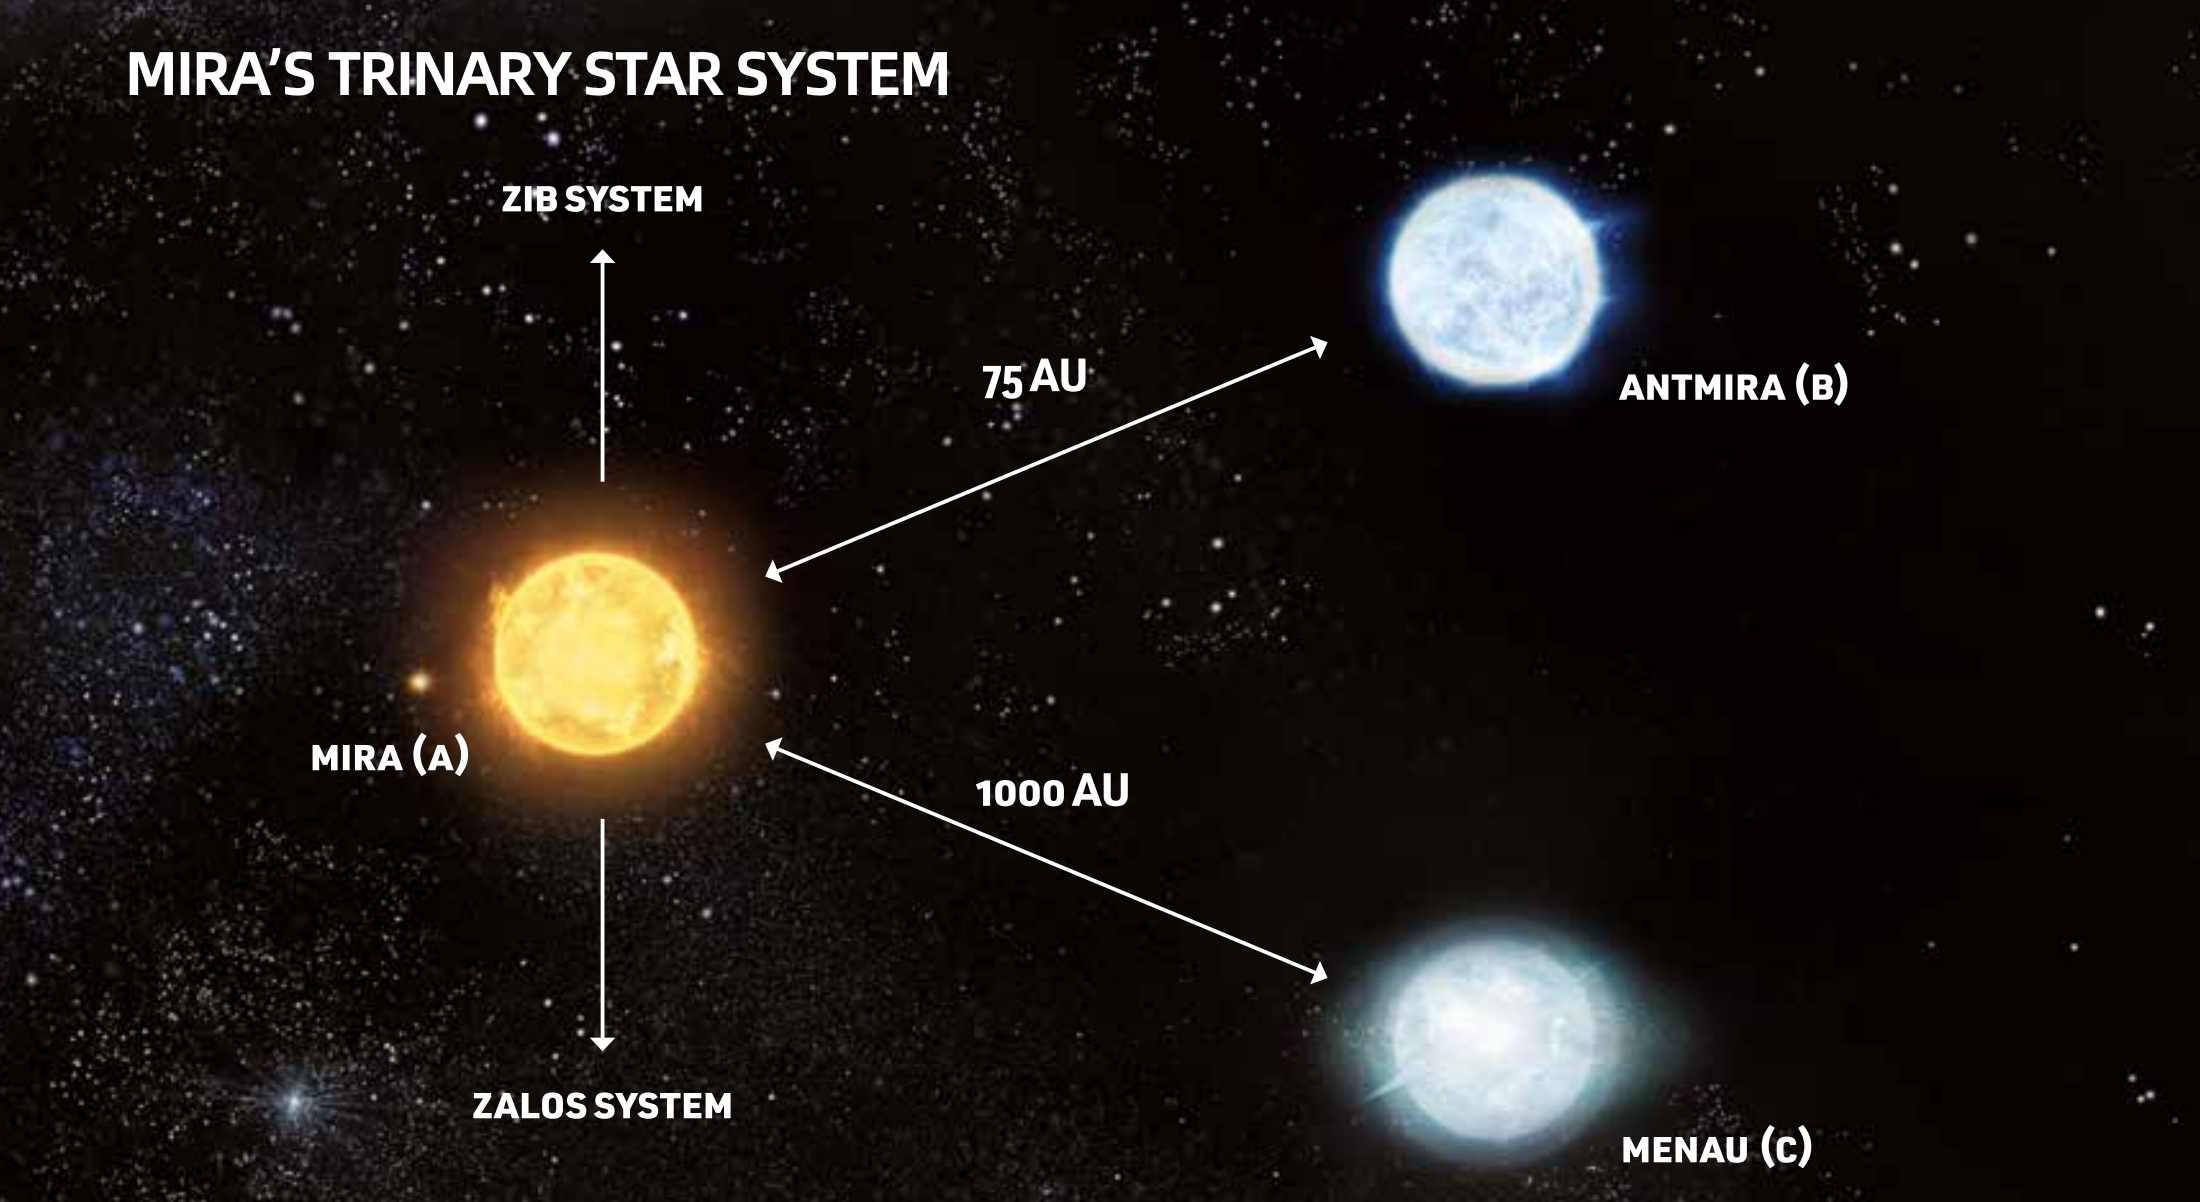 MIRA'S TRINARY STAR SYSTEM
ZIB SYSTEM
75 AU
ANTMIRA (B)
MIRA (A)
1000 AU
ZALOS SYSTEM
MENAU (C)